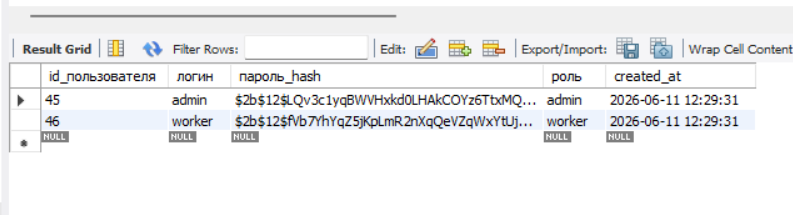 Result Grid Filter Rows: Edit: Export/Import: Wrap Cell Content
id_пользователя логин пароль_hash роль created_at
45 admin $2b$12$LQv3c1yqBWVHxkd0LHAkCOYz6TtxMQ... admin 2026-06-11 12:29:31
46 worker $2b$12$fVb7YhYqZ5jKpLmR2nXqQeVZqWxYtUj... worker 2026-06-11 12:29:31
NULL NULL NULL NULL NULL